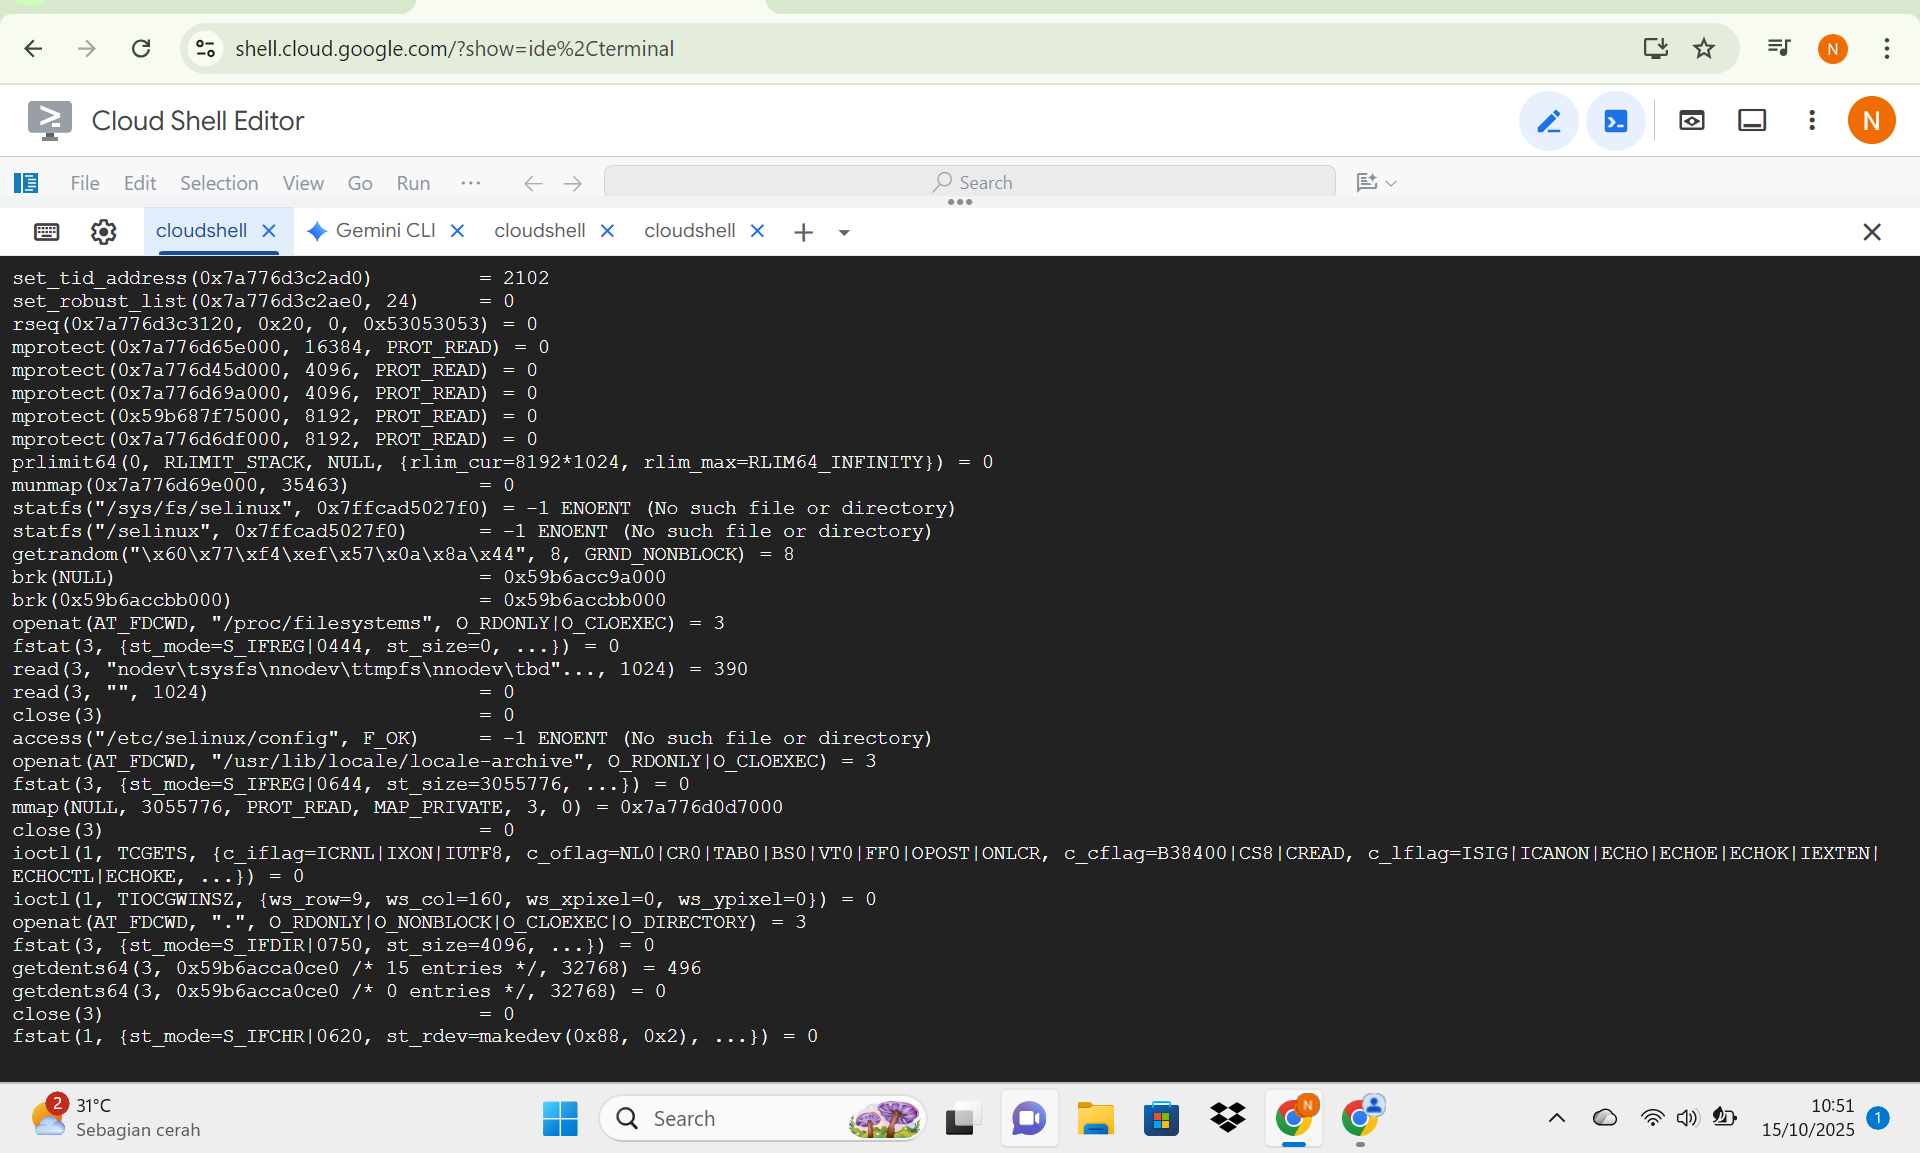 shell.cloud.google.com/?show=ide%2Cterminal
N
Cloud Shell Editor
N
File Edit Selection View Go Run ... Search
cloudshell Gemini CLI cloudshell cloudshell
set_tid_address(0x7a776d3c2ad0) = 2102
set_robust_list(0x7a776d3c2ae0, 24) = 0
rseq(0x7a776d3c3120, 0x20, 0, 0x53053053) = 0
mprotect(0x7a776d65e000, 16384, PROT_READ) = 0
mprotect(0x7a776d45d000, 4096, PROT_READ) = 0
mprotect(0x7a776d69a000, 4096, PROT_READ) = 0
mprotect(0x59b687f75000, 8192, PROT_READ) = 0
mprotect(0x7a776d6df000, 8192, PROT_READ) = 0
prlimit64(0, RLIMIT_STACK, NULL, {rlim_cur=8192*1024, rlim_max=RLIM64_INFINITY}) = 0
munmap(0x7a776d69e000, 35463) = 0
statfs("/sys/fs/selinux", 0x7ffcad5027f0) = -1 ENOENT (No such file or directory)
statfs("/selinux", 0x7ffcad5027f0) = -1 ENOENT (No such file or directory)
getrandom("\x60\x77\xf4\xef\x57\x0a\x8a\x44", 8, GRND_NONBLOCK) = 8
brk(NULL) = 0x59b6acc9a000
brk(0x59b6accbb000) = 0x59b6accbb000
openat(AT_FDCWD, "/proc/filesystems", O_RDONLY|O_CLOEXEC) = 3
fstat(3, {st_mode=S_IFREG|0444, st_size=0, ...}) = 0
read(3, "nodev\tsysfs\nnodev\ttmpfs\nnodev\tbd"..., 1024) = 390
read(3, "", 1024) = 0
close(3) = 0
access("/etc/selinux/config", F_OK) = -1 ENOENT (No such file or directory)
openat(AT_FDCWD, "/usr/lib/locale/locale-archive", O_RDONLY|O_CLOEXEC) = 3
fstat(3, {st_mode=S_IFREG|0644, st_size=3055776, ...}) = 0
mmap(NULL, 3055776, PROT_READ, MAP_PRIVATE, 3, 0) = 0x7a776d0d7000
close(3) = 0
ioctl(1, TCGETS, {c_iflag=ICRNL|IXON|IUTF8, c_oflag=NL0|CR0|TAB0|BS0|VT0|FF0|OPOST|ONLCR, c_cflag=B38400|CS8|CREAD, c_lflag=ISIG|ICANON|ECHO|ECHOE|ECHOK|IEXTEN|
ECHOCTL|ECHOKE, ...}) = 0
ioctl(1, TIOCGWINSZ, {ws_row=9, ws_col=160, ws_xpixel=0, ws_ypixel=0}) = 0
openat(AT_FDCWD, ".", O_RDONLY|O_NONBLOCK|O_CLOEXEC|O_DIRECTORY) = 3
fstat(3, {st_mode=S_IFDIR|0750, st_size=4096, ...}) = 0
getdents64(3, 0x59b6acca0ce0 /* 15 entries */, 32768) = 496
getdents64(3, 0x59b6acca0ce0 /* 0 entries */, 32768) = 0
close(3) = 0
fstat(1, {st_mode=S_IFCHR|0620, st_rdev=makedev(0x88, 0x2), ...}) = 0
2
31°C
Sebagian cerah
Search
N
10:51
15/10/2025
1